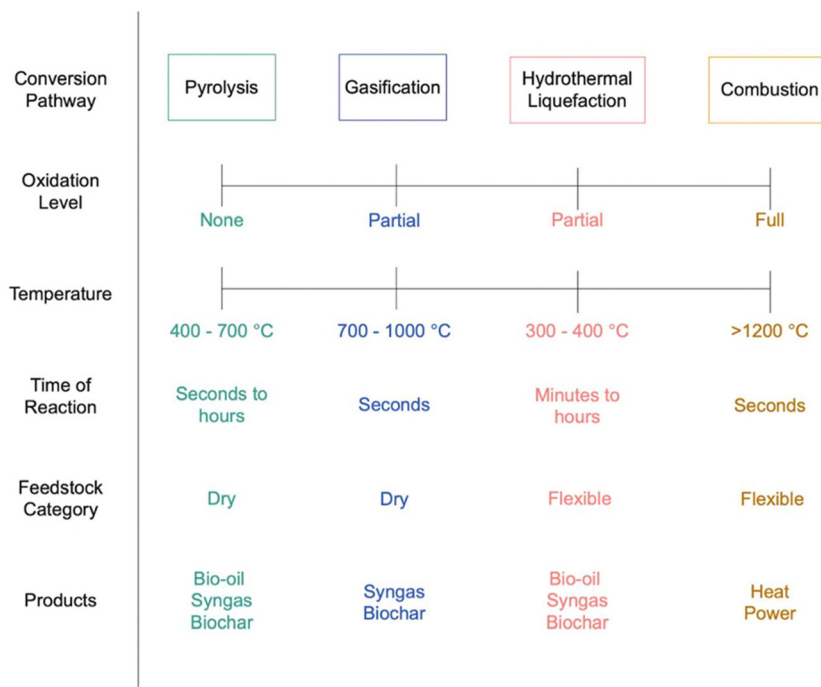 Conversion
Pathway
Pyrolysis
Gasification
Hydrothermal
Liquefaction
Combustion
Oxidation
Level
None
Partial
Partial
Full
Temperature
400 - 700 °C
700 - 1000 °C
300 - 400 °C
>1200 °C
Time of
Reaction
Seconds to
hours
Seconds
Minutes to
hours
Seconds
Feedstock
Category
Dry
Dry
Flexible
Flexible
Products
Bio-oil
Syngas
Biochar
Syngas
Biochar
Bio-oil
Syngas
Biochar
Heat
Power